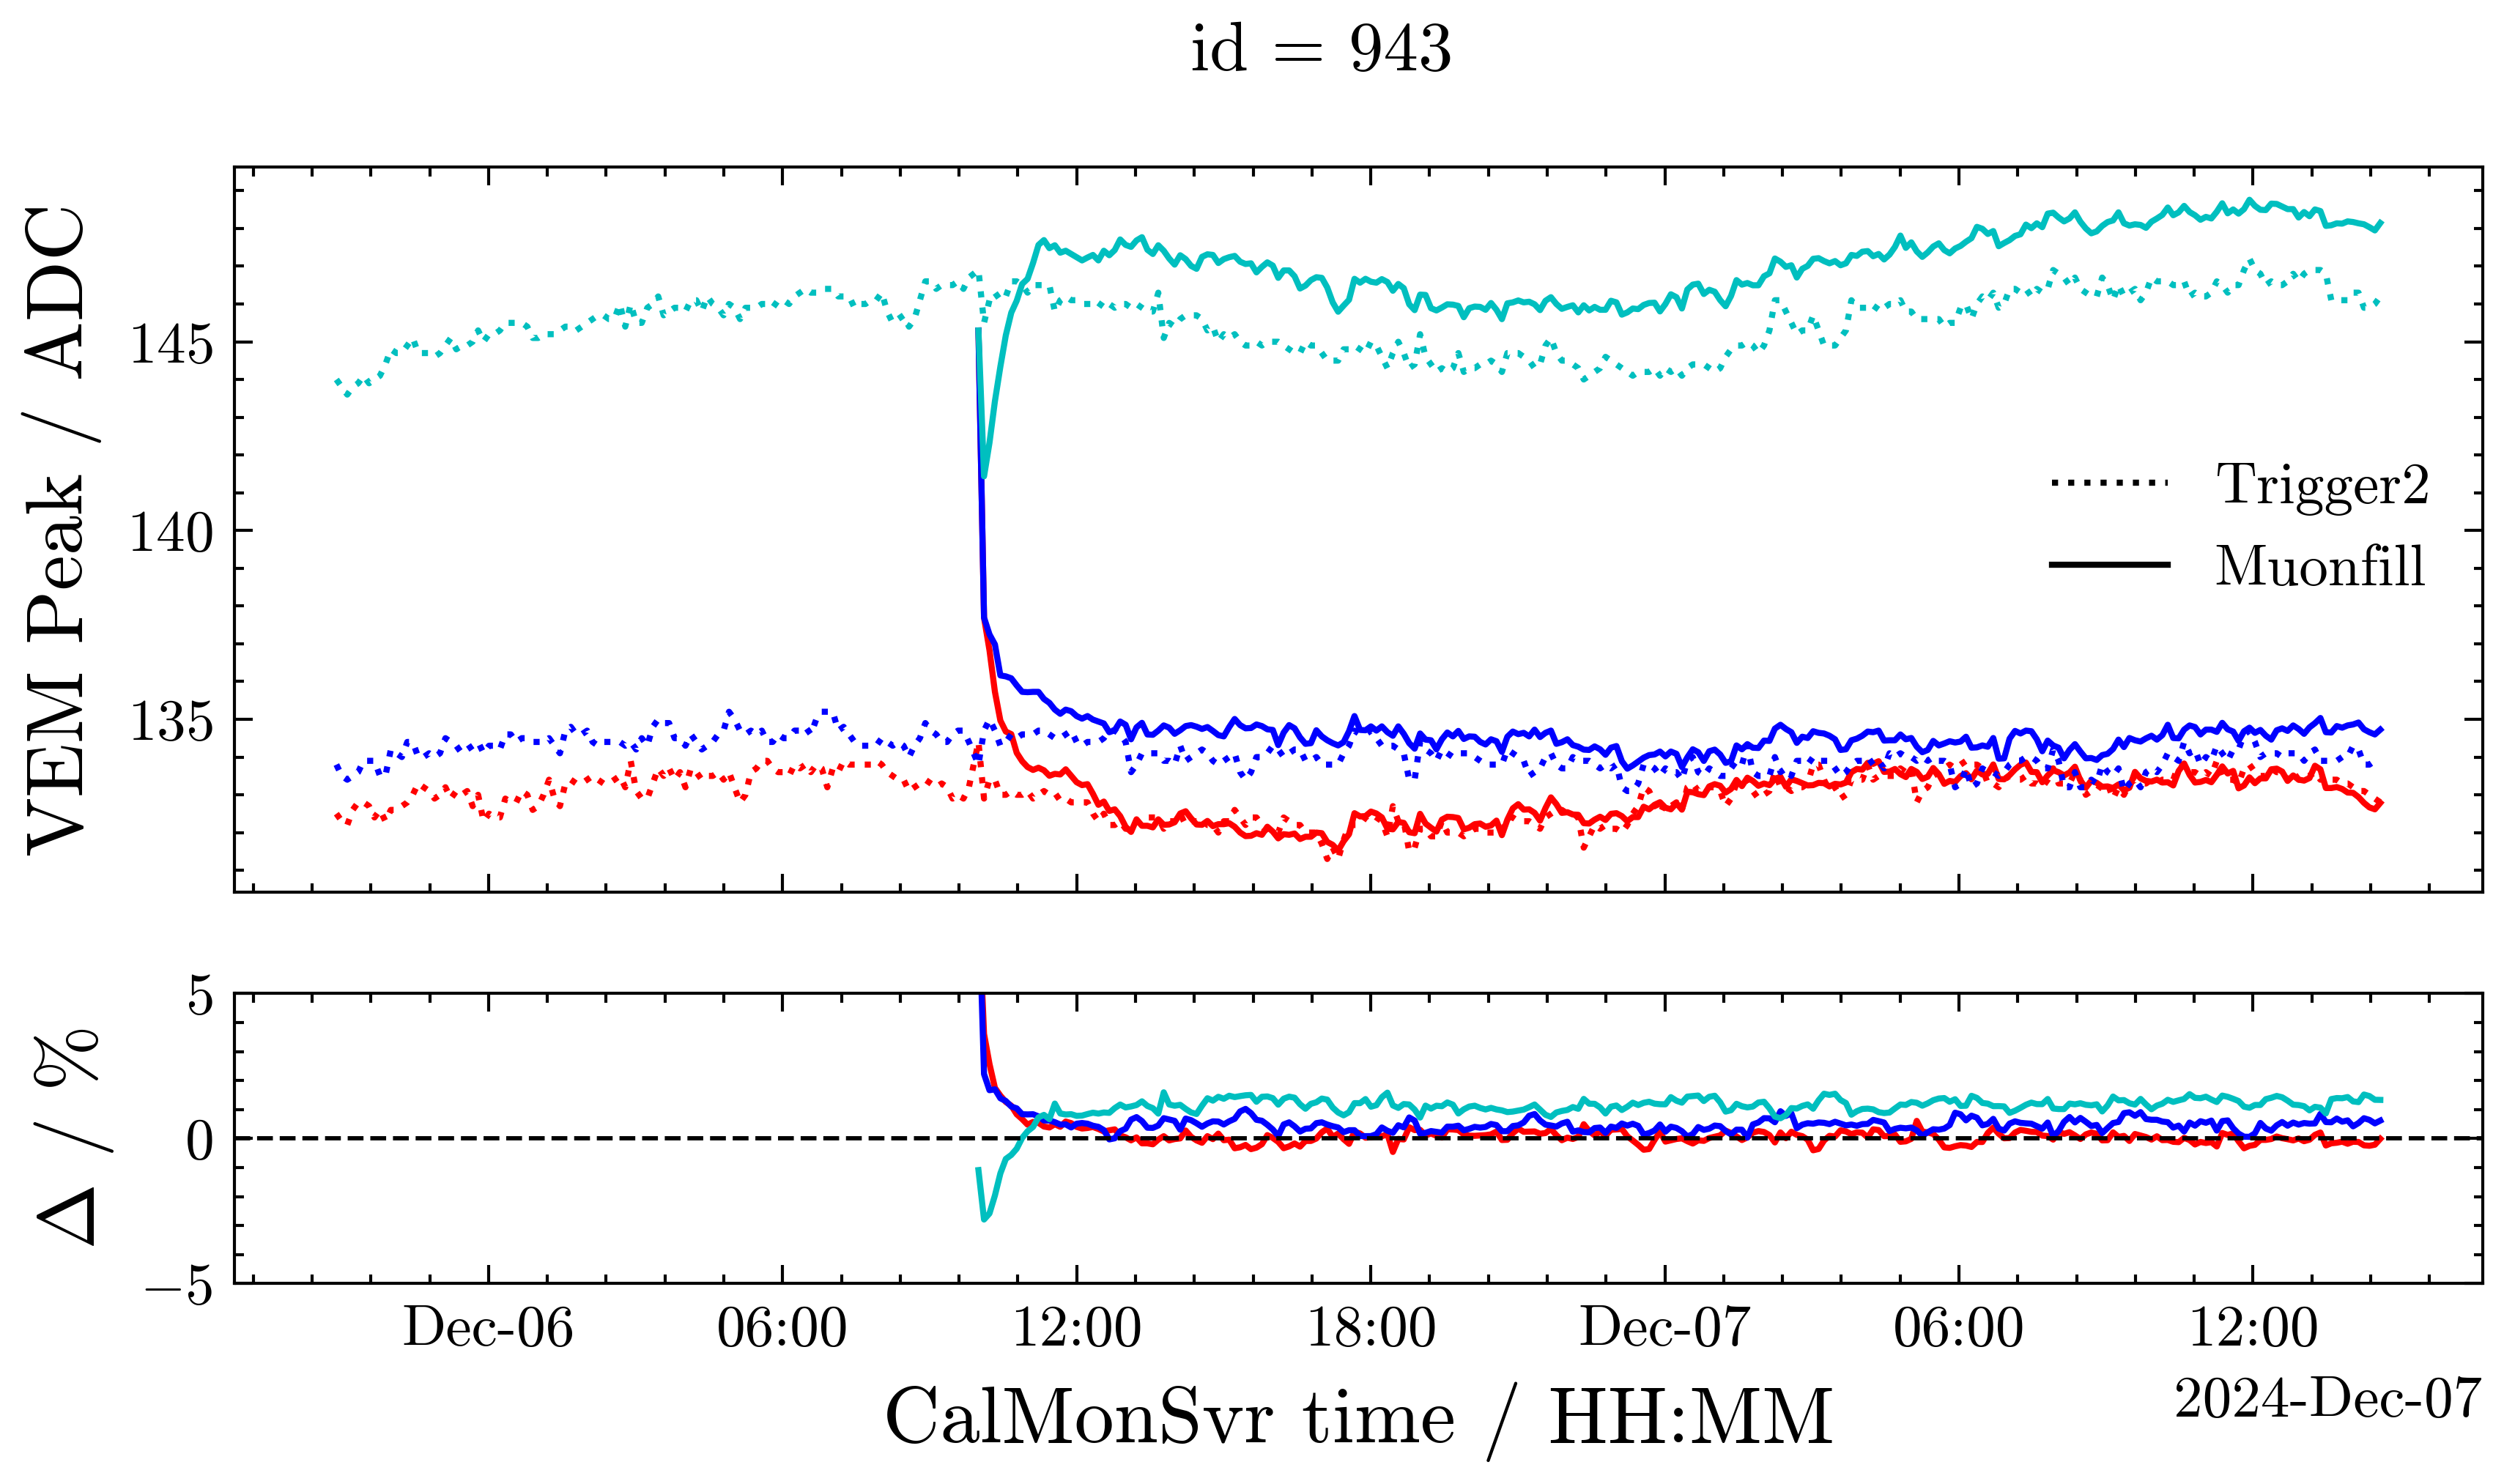 id = 943
VEM Peak / ADC
145
140
135
Trigger2
Muonfill
Δ / %
5
0
−5
Dec-06 06:00 12:00 18:00 Dec-07 06:00 12:00
2024-Dec-07
CalMonSvr time / HH:MM